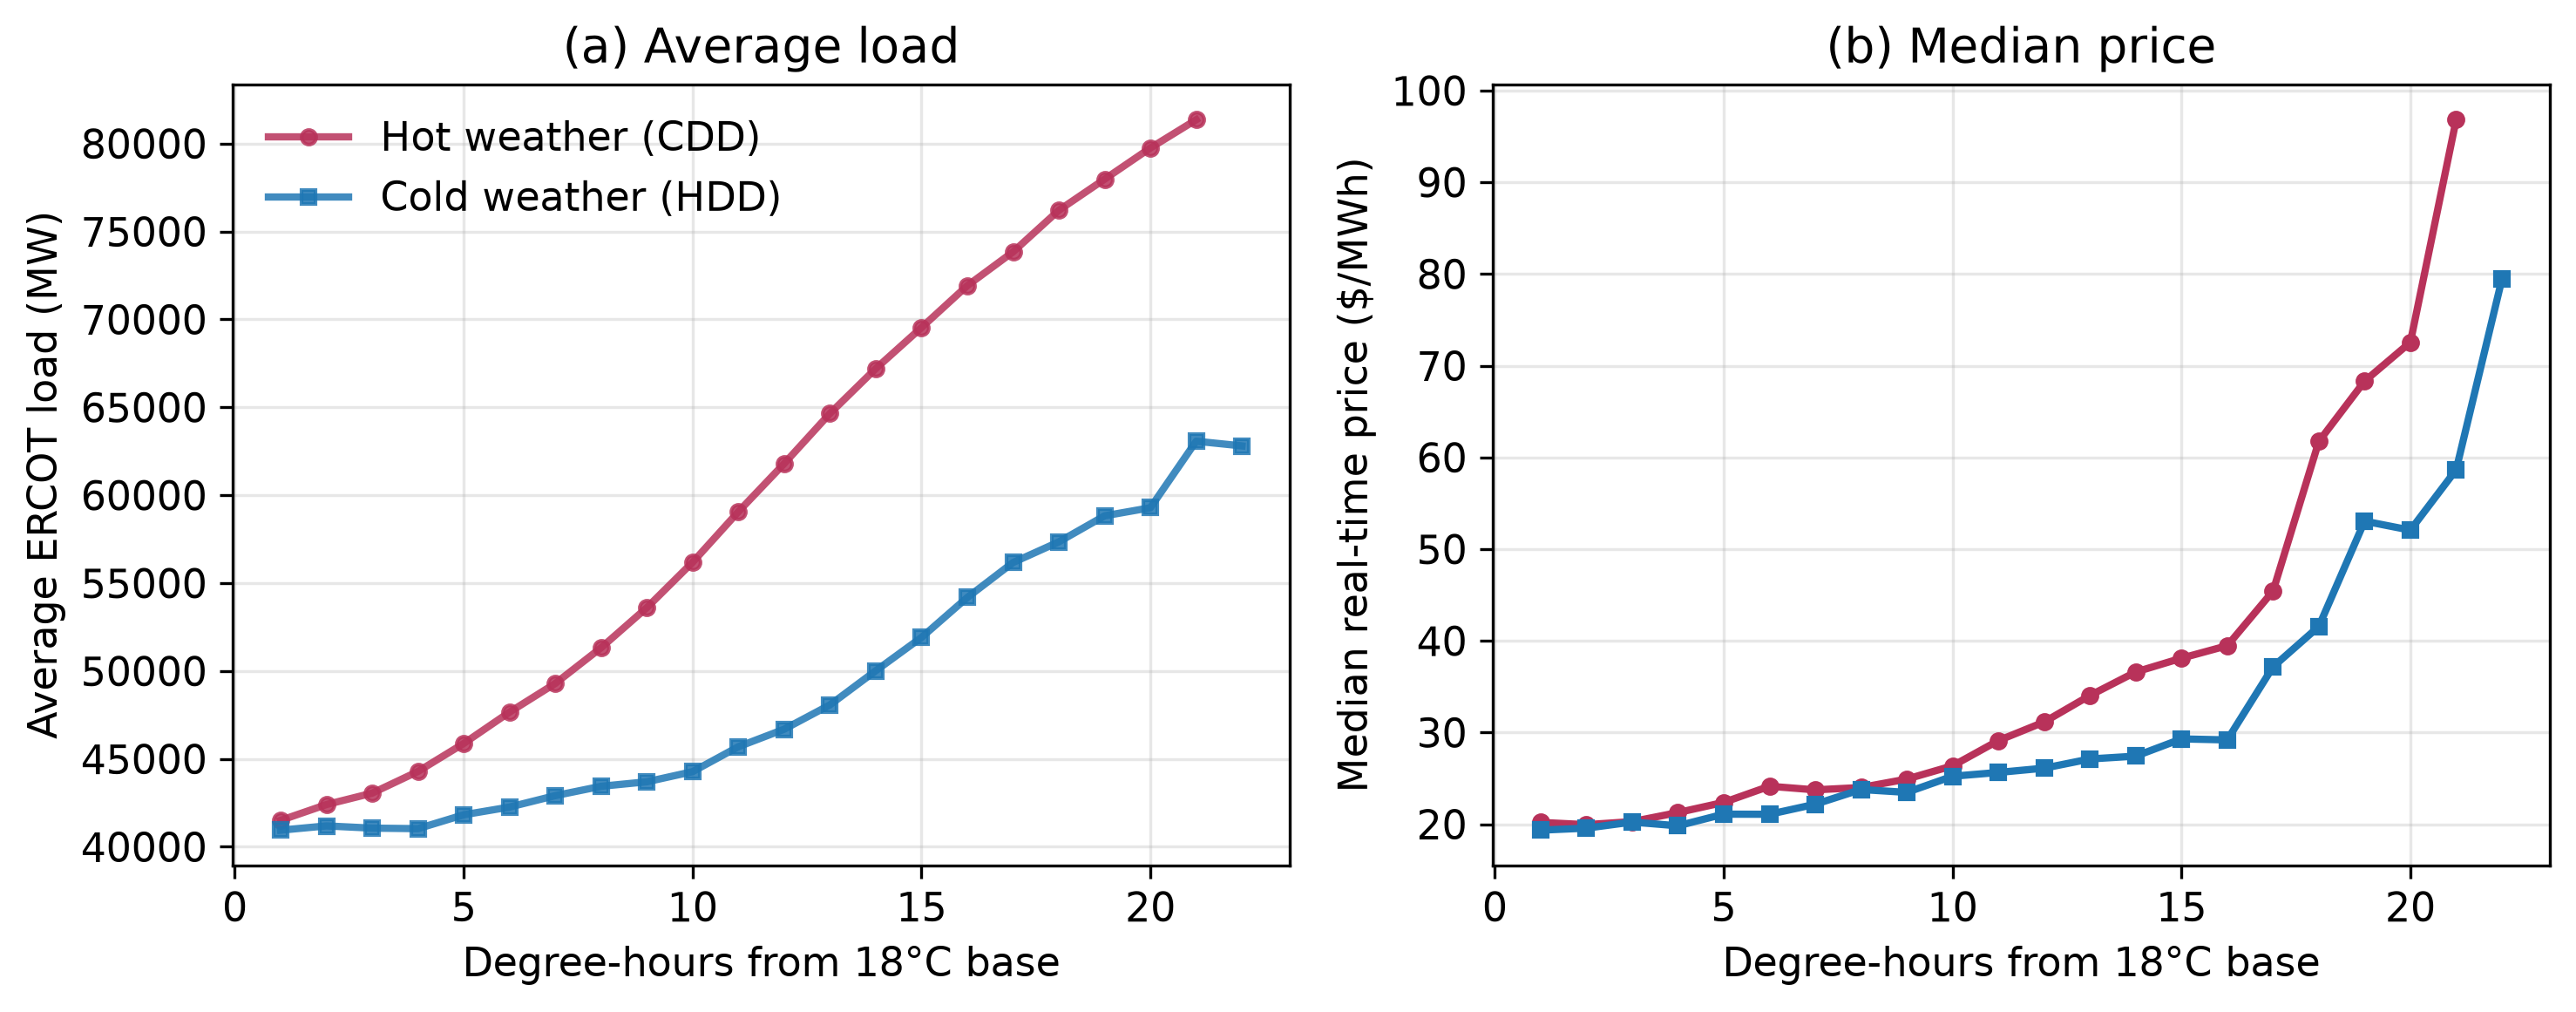 (a) Average load
Average ERCOT load (MW)
80000
75000
70000
65000
60000
55000
50000
45000
40000
Hot weather (CDD)
Cold weather (HDD)
0 5 10 15 20
Degree-hours from 18°C base
(b) Median price
Median real-time price ($/MWh)
100
90
80
70
60
50
40
30
20
0 5 10 15 20
Degree-hours from 18°C base